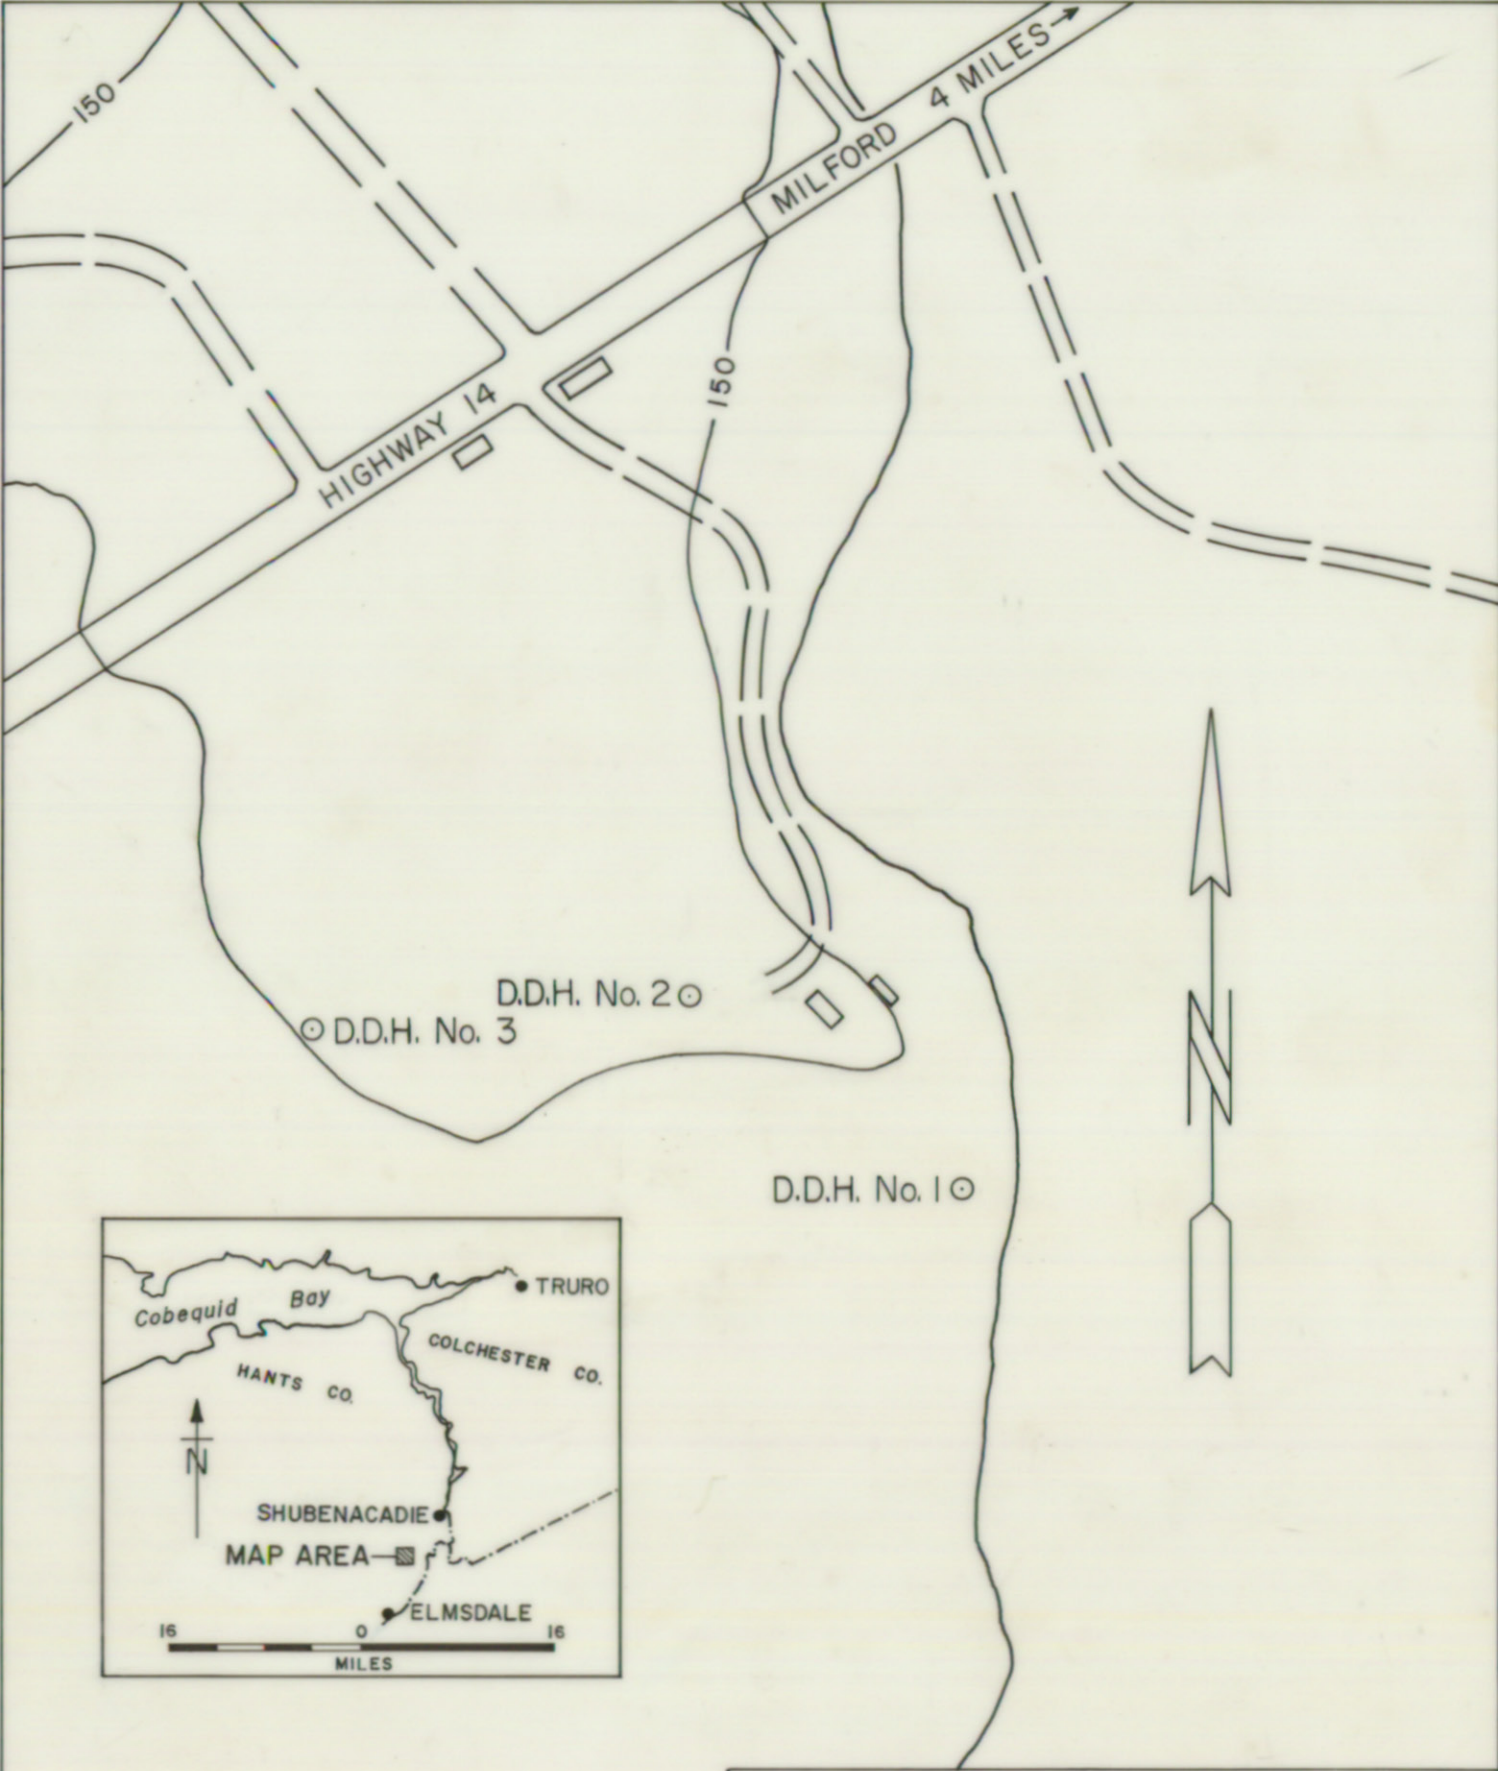 150
4 MILES
MILFORD
150
HIGHWAY 14
D.D.H. No. 2
D.D.H. No. 3
N
D.D.H. No. 1
TRURO
Cobequid Bay
COLCHESTER CO.
HANTS CO.
N
SHUBENACADIE
MAP AREA
ELMSDALE
16 0 16
MILES